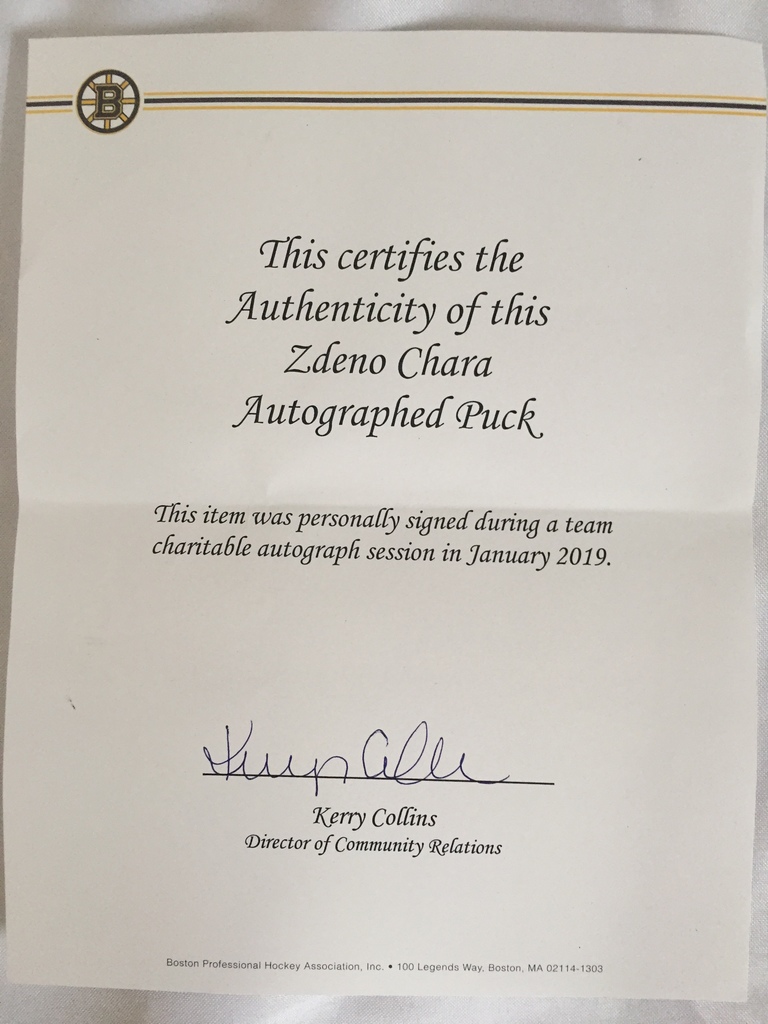 B
This certifies the
Authenticity of this
Zdeno Chara
Autographed Puck
This item was personally signed during a team
charitable autograph session in January 2019.
Kerry Collins
Director of Community Relations
Boston Professional Hockey Association, Inc. • 100 Legends Way, Boston, MA 02114-1303